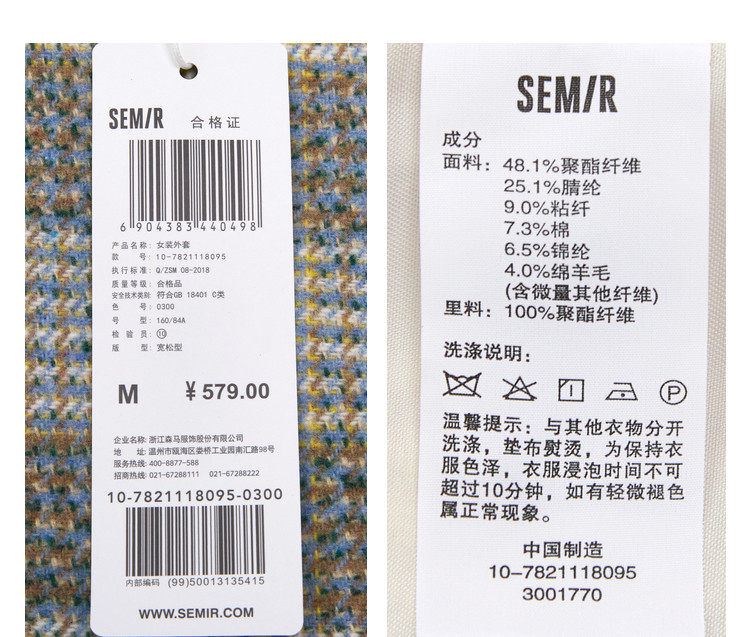 SEMIR 合格证
6 904383 440498
产品名称: 女装外套
款 号: 10-7821118095
执行标准: Q/ZSM 08-2018
质量等级: 合格品
安全技术类别: 符合GB 18401 C类
色 号: 0300
号 型: 160/84A
检 验 员: ⑩
版 型: 宽松型
M ¥ 579.00
企业名称: 浙江森马服饰股份有限公司
地 址: 温州市瓯海区娄桥工业园南汇路98号
服务热线: 400-8877-588
招商热线: 021-67288111 021-67288222
10-7821118095-0300
内部编码 (99)50013135415
WWW.SEMIR.COM
SEMIR
成分
面料: 48.1%聚酯纤维
25.1%腈纶
9.0%粘纤
7.3%棉
6.5%锦纶
4.0%绵羊毛
(含微量其他纤维)
里料: 100%聚酯纤维
洗涤说明:
P
温馨提示: 与其他衣物分开
洗涤, 垫布熨烫, 为保持衣
服色泽, 衣服浸泡时间不可
超过10分钟, 如有轻微褪色
属正常现象。
中国制造
10-7821118095
3001770